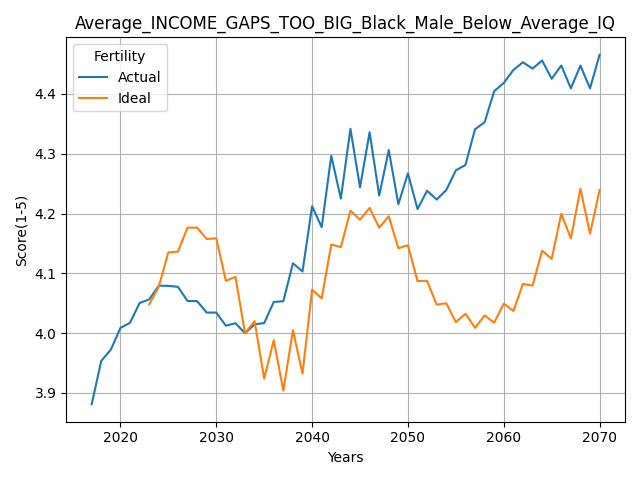 Average_INCOME_GAPS_TOO_BIG_Black_Male_Below_Average_IQ
Fertility
Actual
Ideal
Score(1-5)
4.4
4.3
4.2
4.1
4.0
3.9
2020 2030 2040 2050 2060 2070
Years